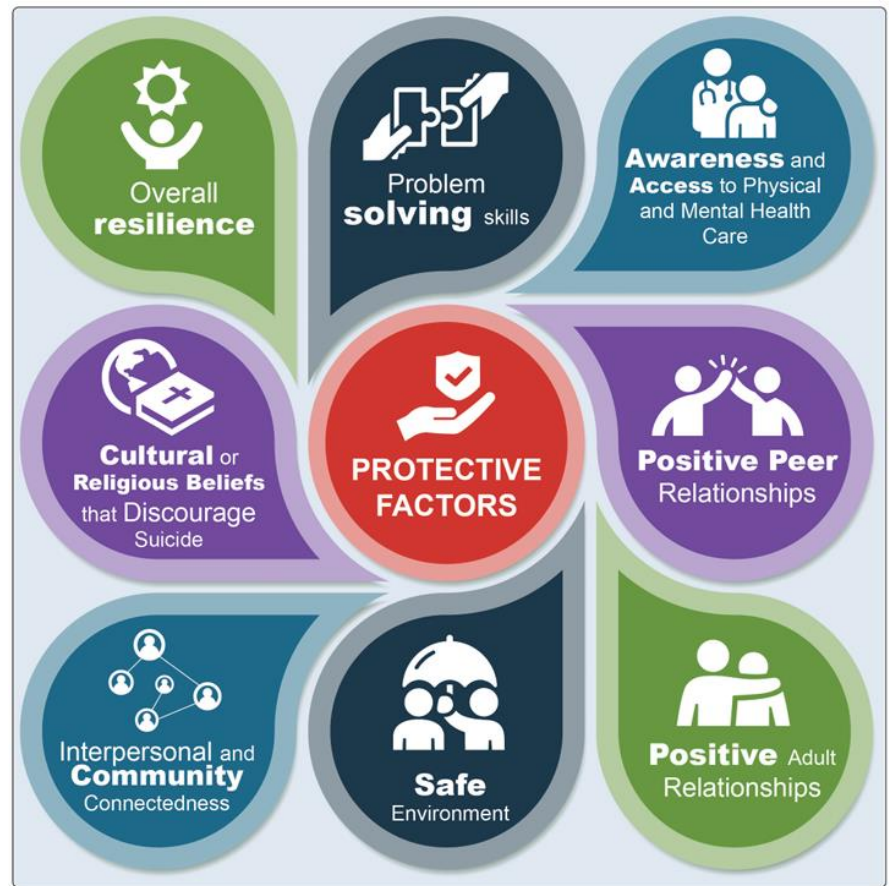 Overall
resilience
Problem
solving skills
Awareness and
Access to Physical
and Mental Health
Care
Cultural or
Religious Beliefs
that Discourage
Suicide
PROTECTIVE
FACTORS
Positive Peer
Relationships
Interpersonal and
Community
Connectedness
Safe
Environment
Positive Adult
Relationships